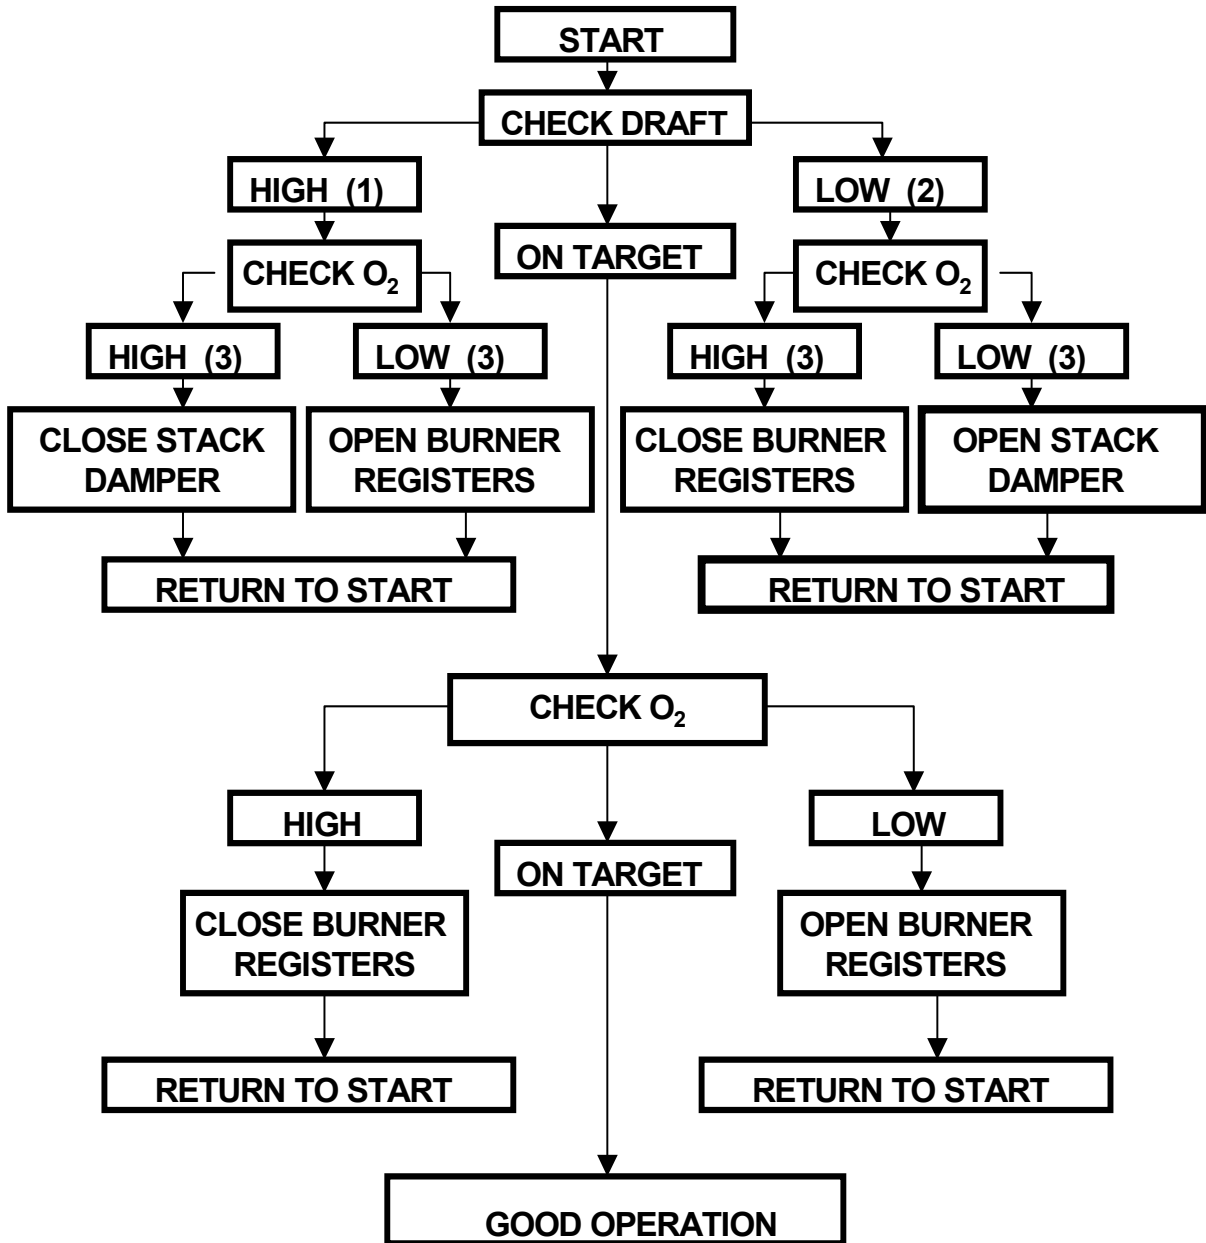 START
CHECK DRAFT
HIGH (1)
LOW (2)
ON TARGET
CHECK O₂
CHECK O₂
HIGH (3)
LOW (3)
HIGH (3)
LOW (3)
CLOSE STACK
DAMPER
OPEN BURNER
REGISTERS
CLOSE BURNER
REGISTERS
OPEN STACK
DAMPER
RETURN TO START
RETURN TO START
CHECK O₂
HIGH
LOW
ON TARGET
CLOSE BURNER
REGISTERS
OPEN BURNER
REGISTERS
RETURN TO START
RETURN TO START
GOOD OPERATION